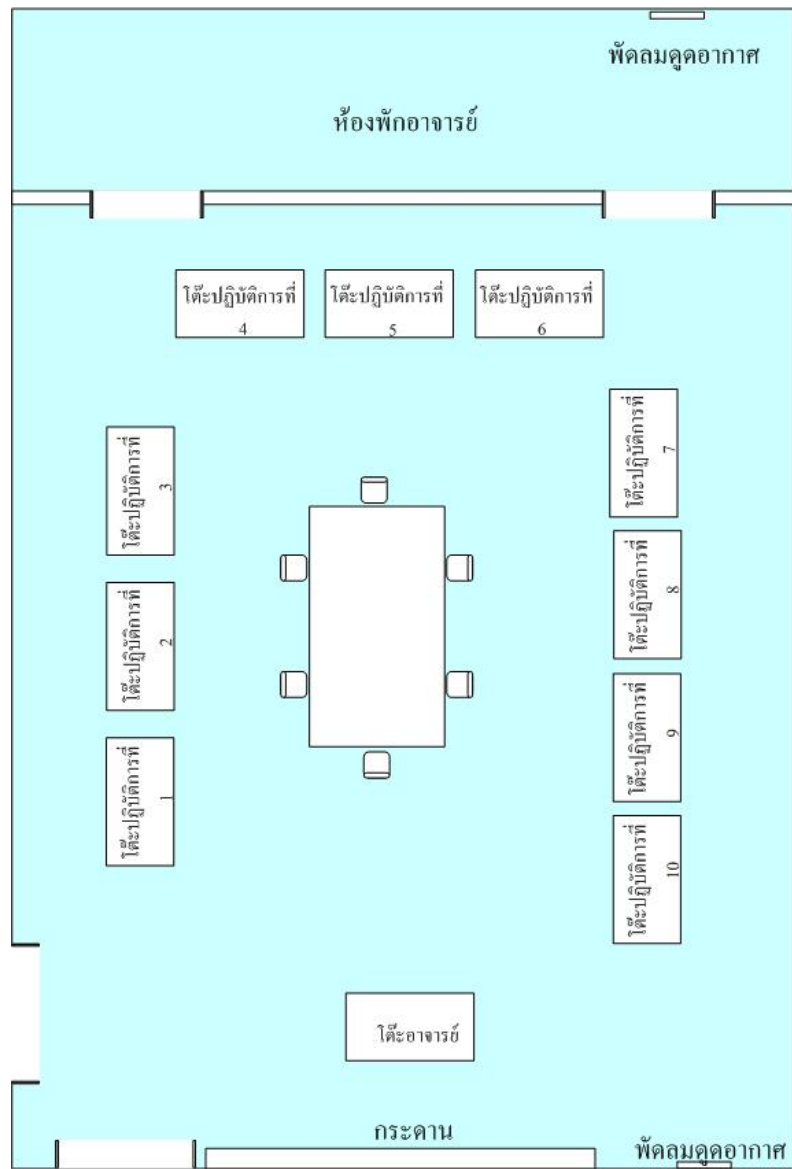 พัดลมดูดอากาศ
ห้องพักอาจารย์
โต๊ะปฏิบัติการที่
4
โต๊ะปฏิบัติการที่
5
โต๊ะปฏิบัติการที่
6
โต๊ะปฏิบัติการที่
3
โต๊ะปฏิบัติการที่
7
โต๊ะปฏิบัติการที่
2
โต๊ะปฏิบัติการที่
8
โต๊ะปฏิบัติการที่
1
โต๊ะปฏิบัติการที่
9
โต๊ะปฏิบัติการที่
10
โต๊ะอาจารย์
กระดาน
พัดลมดูดอากาศ